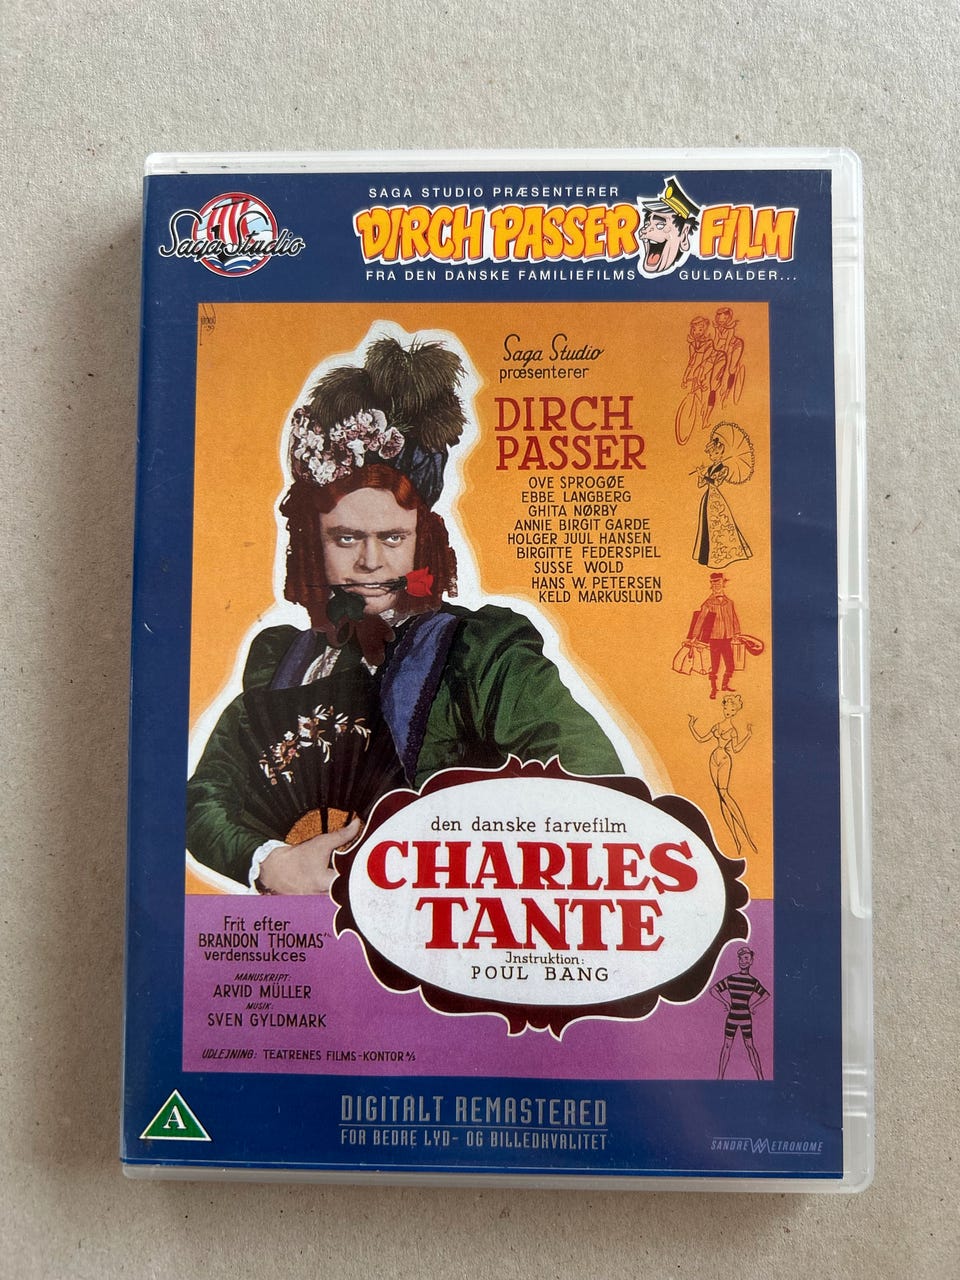 Saga Studio
SAGA STUDIO PRÆSENTERER
DIRCH PASSER FILM
FRA DEN DANSKE FAMILIEFILMS GULDALDER...
Saga Studio
præsenterer
DIRCH
PASSER
OVE SPROGØE
EBBE LANGBERG
GHITA NØRBY
ANNIE BIRGIT GARDE
HOLGER JUUL HANSEN
BIRGITTE FEDERSPIEL
SUSSE WOLD
HANS W. PETERSEN
KELD MARKUSLUND
den danske farvefilm
CHARLES
TANTE
Instruktion:
POUL BANG
Frit efter
BRANDON THOMAS"
verdenssukces
MANUSKRIPT:
ARVID MÜLLER
MUSIK:
SVEN GYLDMARK
UDLEJNING: TEATRENES FILMS-KONTOR A/S
A
DIGITALT REMASTERED
FOR BEDRE LYD- OG BILLEDKVALITET
SANDREW METRONOME